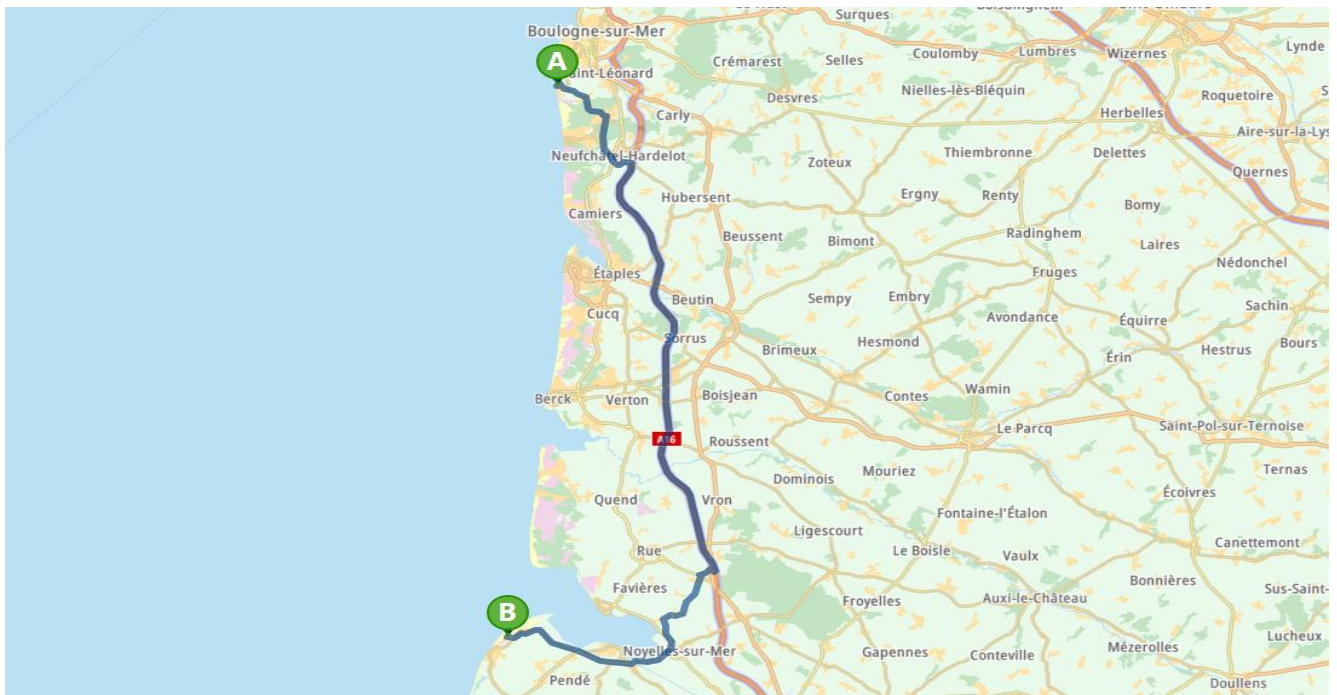 Surques
Boulogne-sur-Mer
Lumbres
Wizernes
Lynde
Coulomby
Crémarest
Selles
A
Saint-Léonard
Nielles-lès-Bléquin
Roquetoire
Desvres
Herbelles
Carly
Aire-sur-la-Lys
Neufchâtel-Hardelot
Thiembronne
Delettes
Zoteux
Quernes
Hubersent
Ergny
Renty
Bomy
Camiers
Beussent
Bimont
Radinghem
Laires
Nédonchel
Étaples
Fruges
Beutin
Sempy
Embry
Sachin
Cucq
Avondance
Équirre
Sorrus
Hesmond
Bours
Brimeux
Érin
Hestrus
Wamin
Berck
Verton
Boisjean
Contes
Le Parcq
Saint-Pol-sur-Ternoise
A16
Roussent
Mouriez
Ternas
Dominois
Écoivres
Quend
Vron
Fontaine-l'Étalon
Ligescourt
Canettemont
Rue
Le Boisle
Vaulx
Bonnières
Favières
Sus-Saint-
Froyelles
Auxi-le-Château
B
Lucheux
Noyelles-sur-Mer
Gapennes
Conteville
Mézerolles
Pendé
Doullens